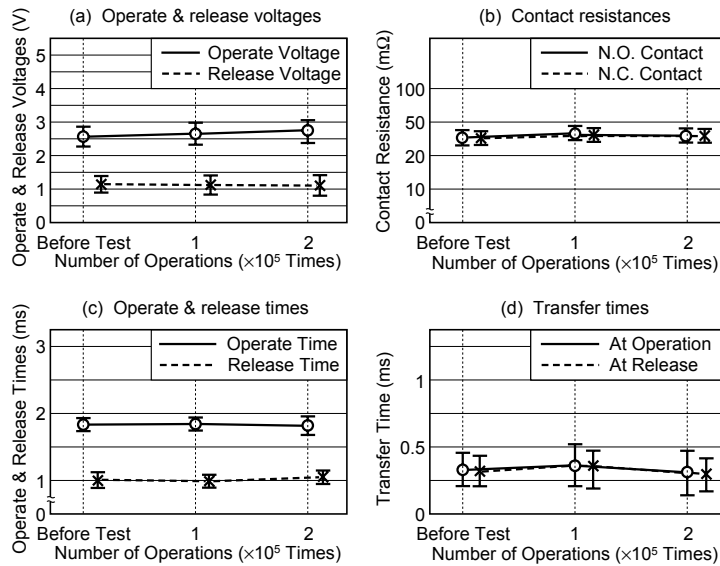 (a) Operate & release voltages
Operate & Release Voltages (V)
5
4
3
2
1
0
Operate Voltage
Release Voltage
Before Test 1 2
Number of Operations (×10⁵ Times)
(b) Contact resistances
Contact Resistance (mΩ)
100
50
20
10
0
N.O. Contact
N.C. Contact
Before Test 1 2
Number of Operations (×10⁵ Times)
(c) Operate & release times
Operate & Release Times (ms)
3
2
1
0
Operate Time
Release Time
Before Test 1 2
Number of Operations (×10⁵ Times)
(d) Transfer times
Transfer Time (ms)
1
0.5
0
At Operation
At Release
Before Test 1 2
Number of Operations (×10⁵ Times)